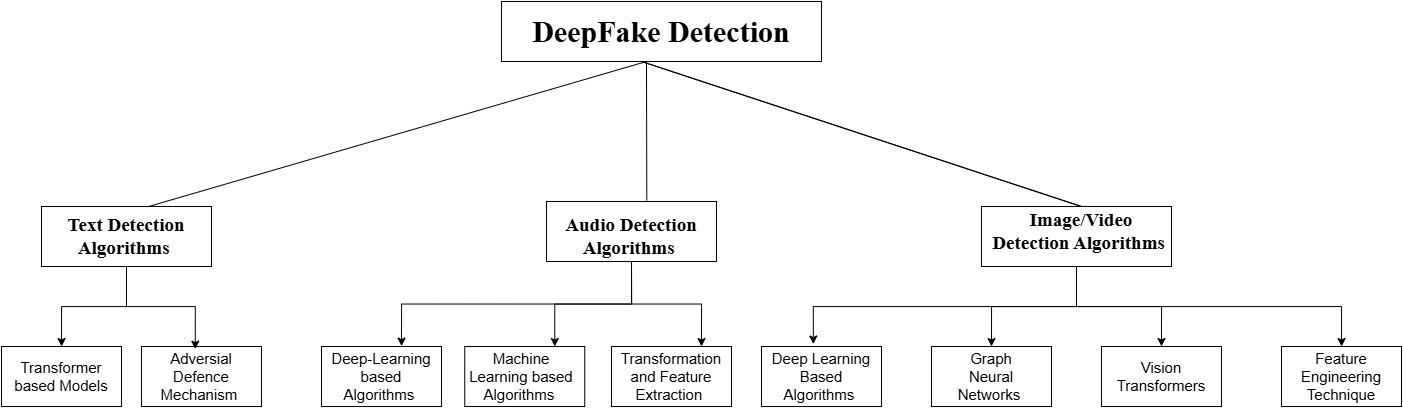 DeepFake Detection
Text Detection
Algorithms
Audio Detection
Algorithms
Image/Video
Detection Algorithms
Transformer
based Models
Adversial
Defence
Mechanism
Deep-Learning
based
Algorithms
Machine
Learning based
Algorithms
Transformation
and Feature
Extraction
Deep Learning
Based
Algorithms
Graph
Neural
Networks
Vision
Transformers
Feature
Engineering
Technique